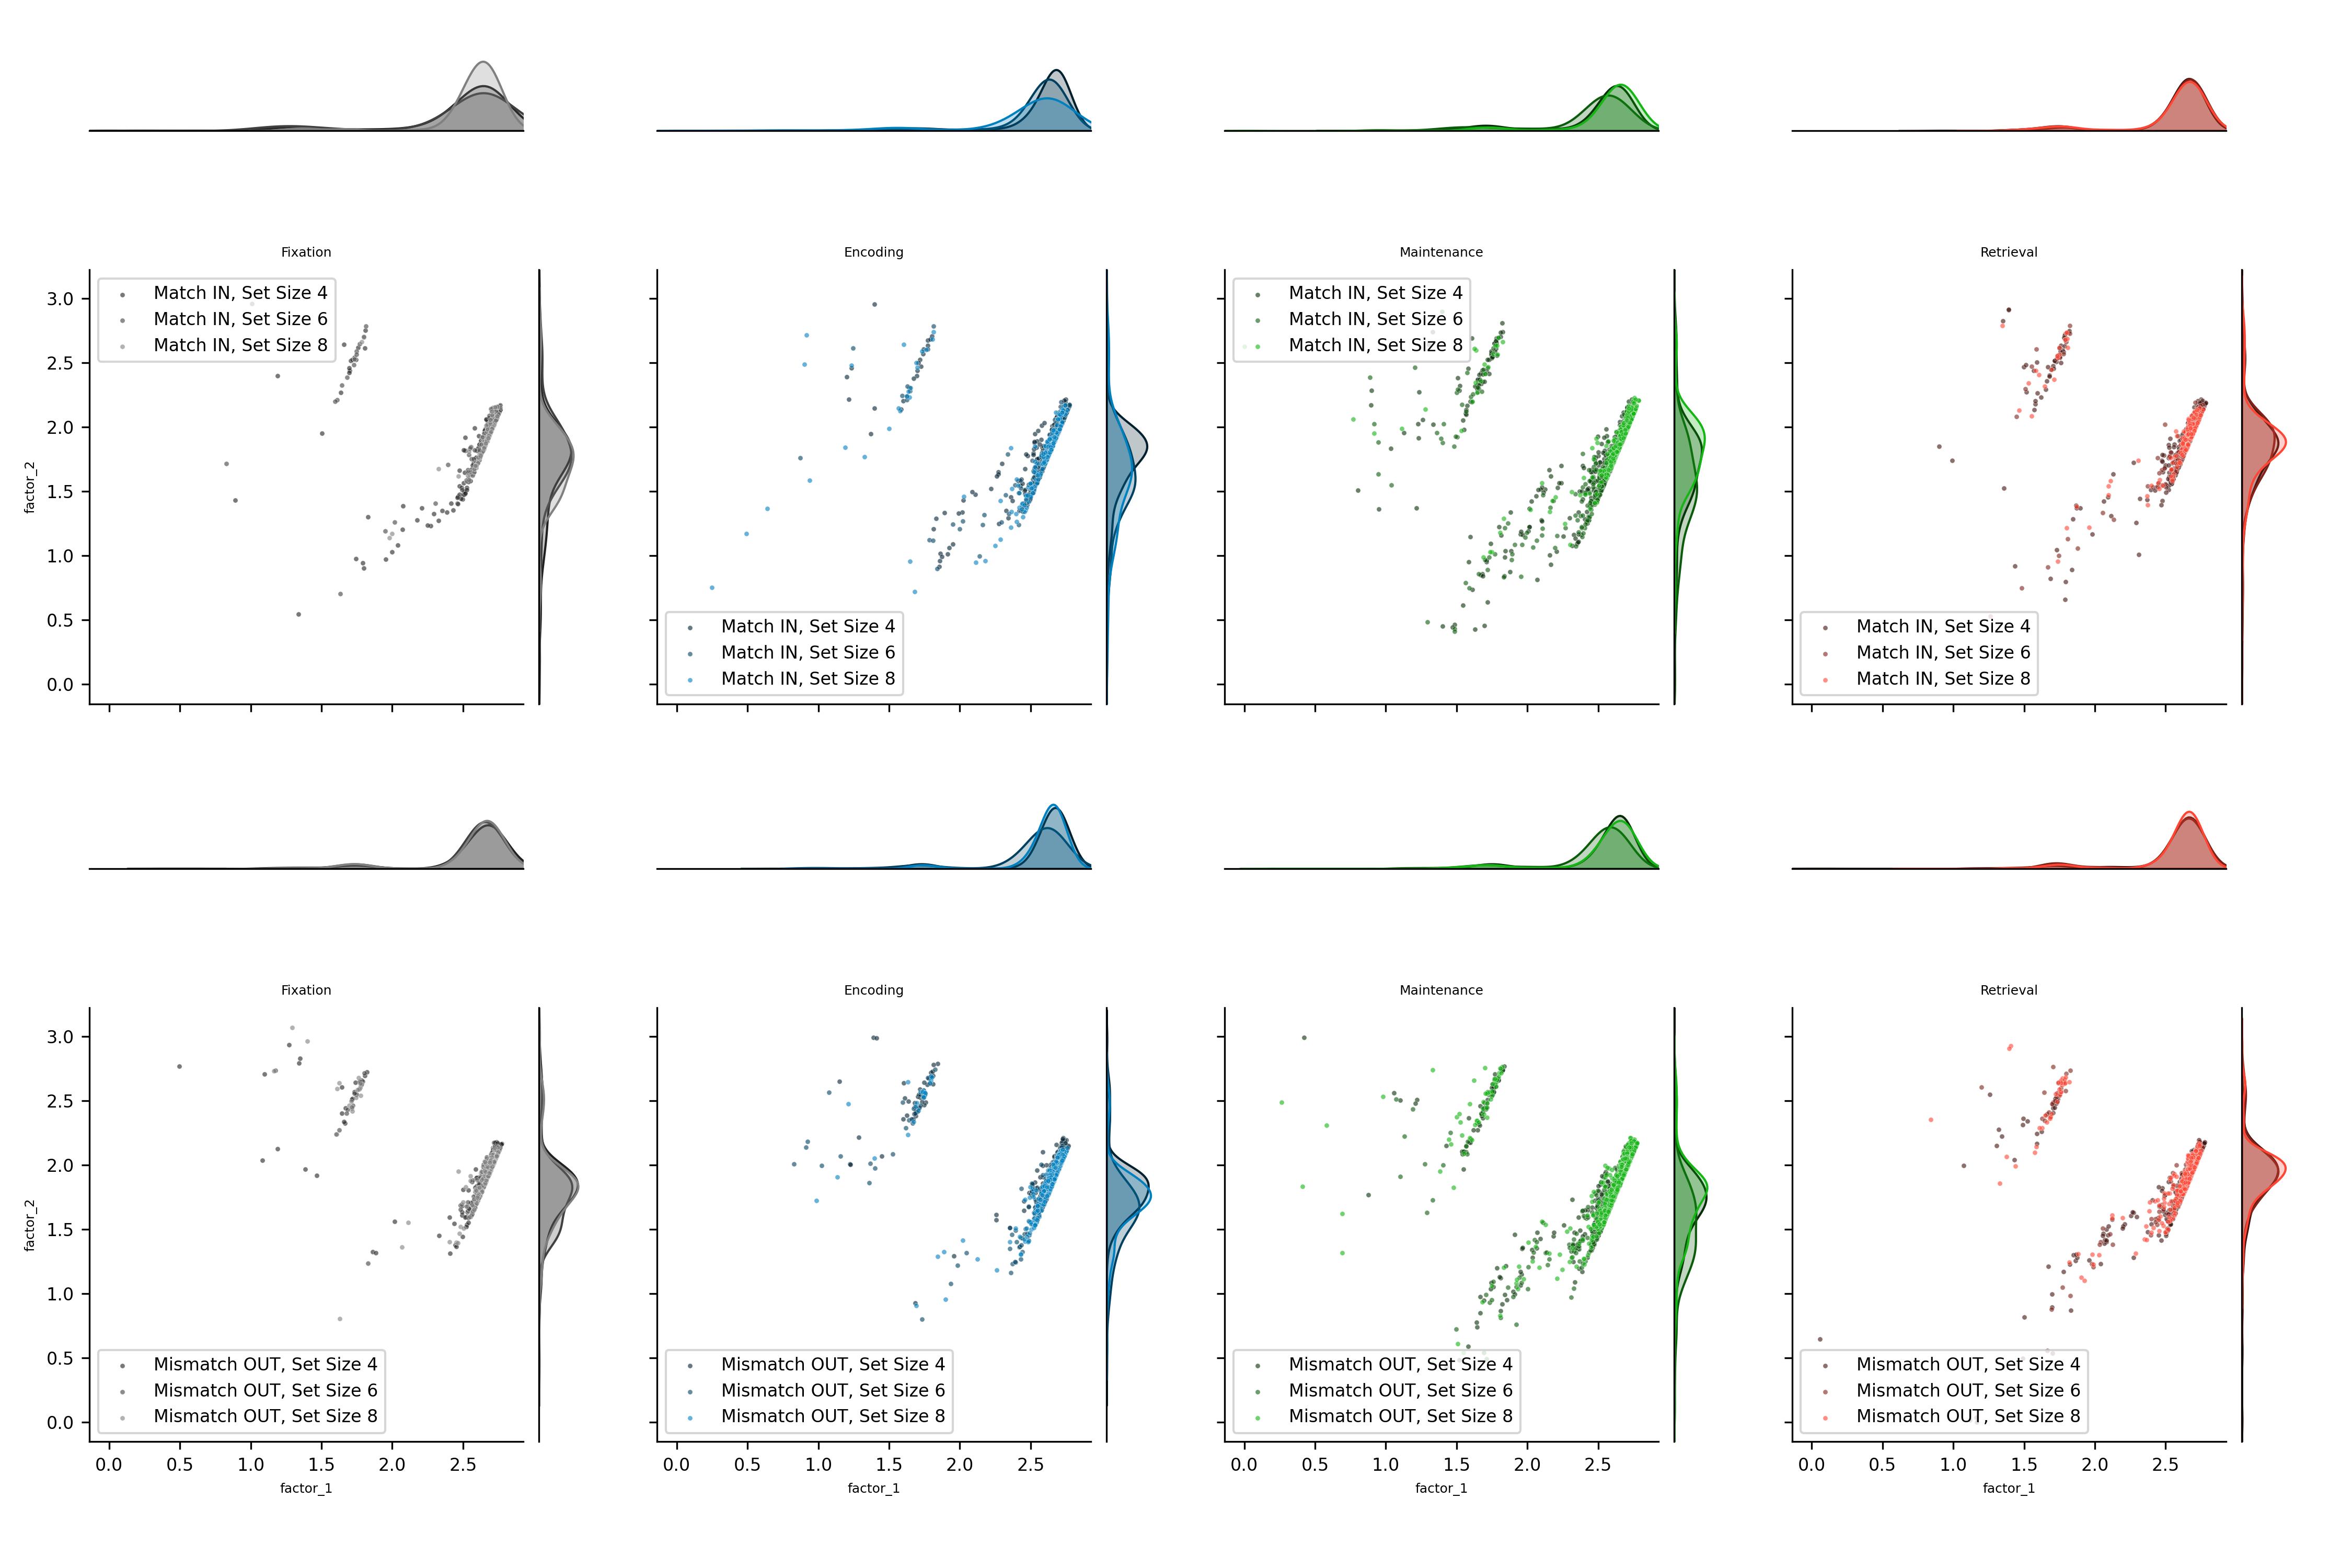 Fixation
Encoding
Maintenance
Retrieval
Match IN, Set Size 4
Match IN, Set Size 6
Match IN, Set Size 8
Match IN, Set Size 4
Match IN, Set Size 6
Match IN, Set Size 8
Match IN, Set Size 4
Match IN, Set Size 6
Match IN, Set Size 8
Match IN, Set Size 4
Match IN, Set Size 6
Match IN, Set Size 8
factor_2
3.0
2.5
2.0
1.5
1.0
0.5
0.0
Fixation
Encoding
Maintenance
Retrieval
factor_2
3.0
2.5
2.0
1.5
1.0
0.5
0.0
Mismatch OUT, Set Size 4
Mismatch OUT, Set Size 6
Mismatch OUT, Set Size 8
Mismatch OUT, Set Size 4
Mismatch OUT, Set Size 6
Mismatch OUT, Set Size 8
Mismatch OUT, Set Size 4
Mismatch OUT, Set Size 6
Mismatch OUT, Set Size 8
Mismatch OUT, Set Size 4
Mismatch OUT, Set Size 6
Mismatch OUT, Set Size 8
0.0 0.5 1.0 1.5 2.0 2.5
0.0 0.5 1.0 1.5 2.0 2.5
0.0 0.5 1.0 1.5 2.0 2.5
0.0 0.5 1.0 1.5 2.0 2.5
factor_1
factor_1
factor_1
factor_1